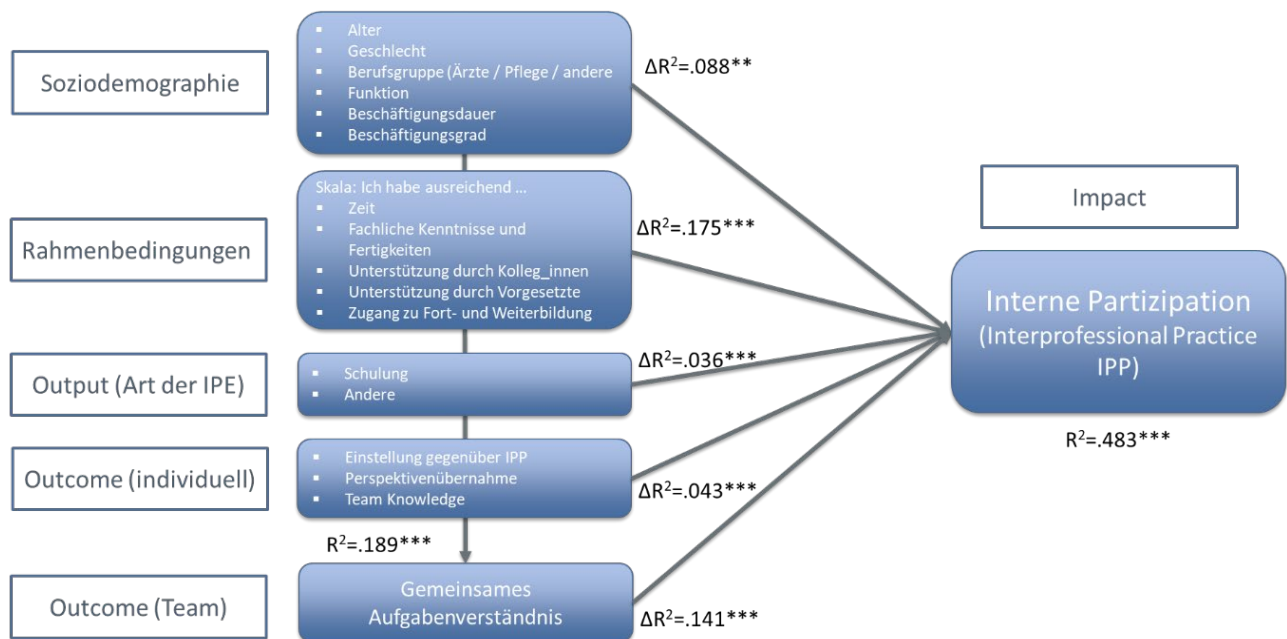 Soziodemographie
▪ Alter
▪ Geschlecht
▪ Berufsgruppe (Ärzte / Pflege / andere
▪ Funktion
▪ Beschäftigungsdauer
▪ Beschäftigungsgrad
ΔR²=.088**
Rahmenbedingungen
Skala: Ich habe ausreichend ...
▪ Zeit
▪ Fachliche Kenntnisse und
Fertigkeiten
▪ Unterstützung durch Kolleg_innen
▪ Unterstützung durch Vorgesetzte
▪ Zugang zu Fort- und Weiterbildung
ΔR²=.175***
Output (Art der IPE)
▪ Schulung
▪ Andere
ΔR²=.036***
Outcome (individuell)
▪ Einstellung gegenüber IPP
▪ Perspektivenübernahme
▪ Team Knowledge
ΔR²=.043***
R²=.189***
Outcome (Team)
Gemeinsames
Aufgabenverständnis
ΔR²=.141***
Impact
Interne Partizipation
(Interprofessional Practice
IPP)
R²=.483***